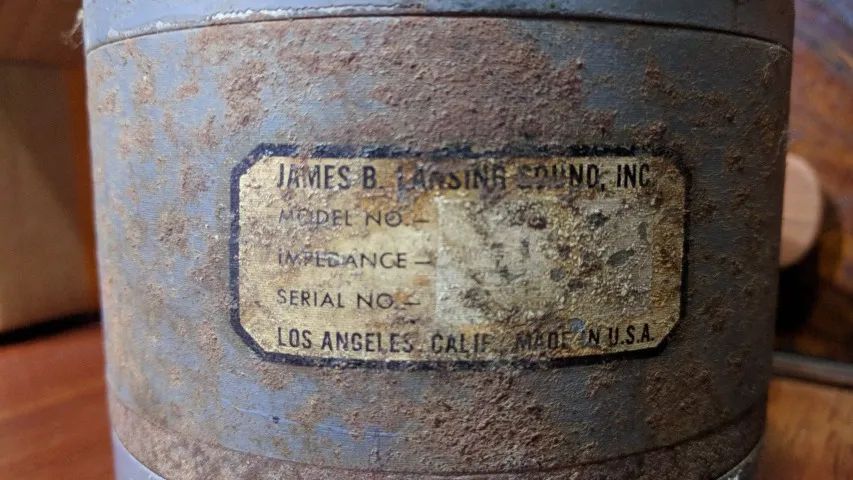 JAMES B. LANSING SOUND, INC.
MODEL NO.—
IMPEDANCE—
SERIAL NO.—
LOS ANGELES, CALIF., MADE IN U.S.A.